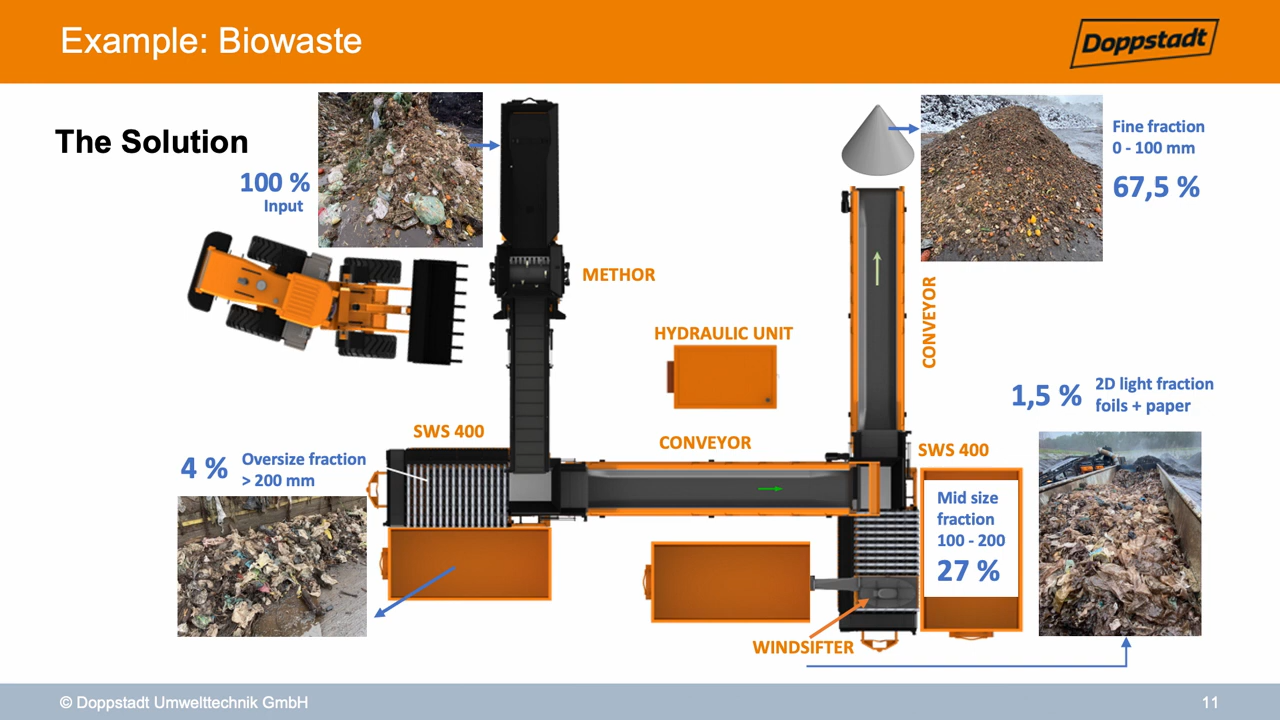 Example: Biowaste
Doppstadt
The Solution
100 %
Input
METHOR
Fine fraction
0 - 100 mm
67,5 %
CONVEYOR
HYDRAULIC UNIT
1,5 %
2D light fraction
foils + paper
SWS 400
CONVEYOR
SWS 400
4 %
Oversize fraction
> 200 mm
Mid size
fraction
100 - 200
27 %
WINDSIFTER
© Doppstadt Umwelttechnik GmbH
11